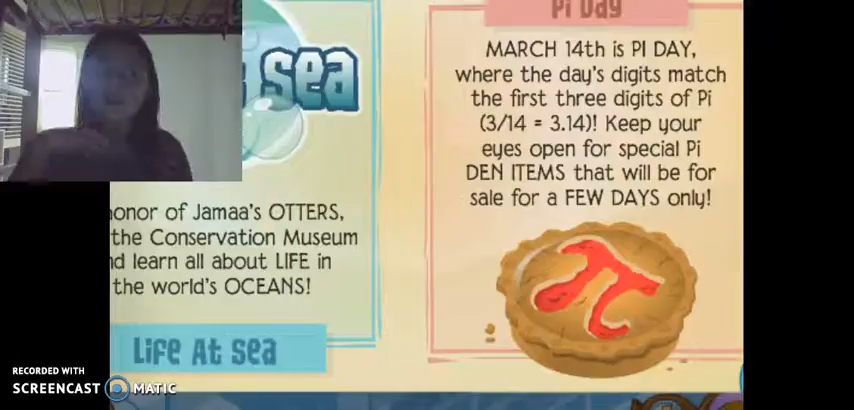 sea
onor of Jamaa's OTTERS,
the Conservation Museum
nd learn all about LIFE in
the world's OCEANS!
Life At Sea
Pi Day
MARCH 14th is PI DAY,
where the day's digits match
the first three digits of Pi
(3/14 = 3.14)! Keep your
eyes open for special Pi
DEN ITEMS that will be for
sale for a FEW DAYS only!
π
RECORDED WITH
SCREENCAST MATIC